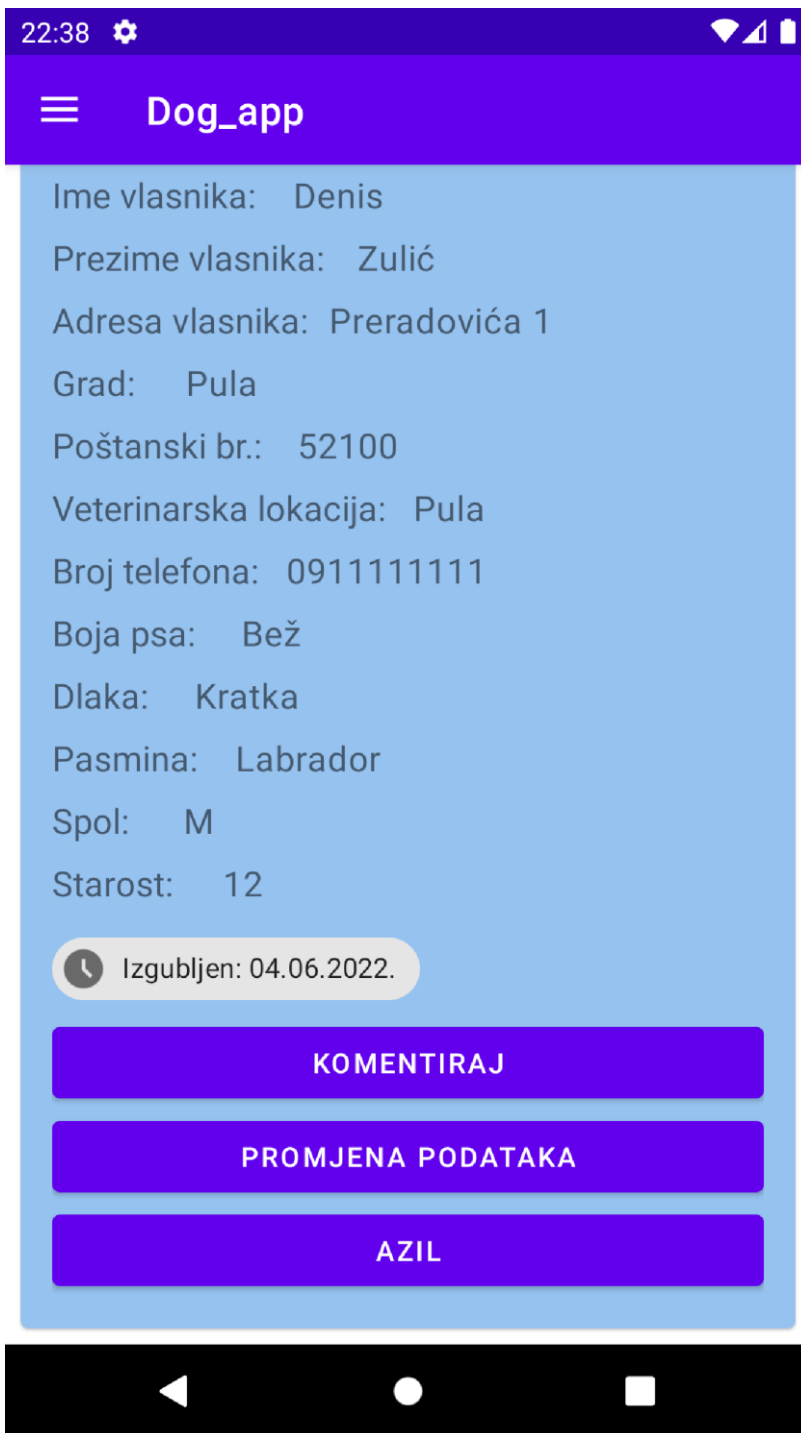 22:38
Dog_app
Ime vlasnika: Denis
Prezime vlasnika: Zulić
Adresa vlasnika: Preradovića 1
Grad: Pula
Poštanski br.: 52100
Veterinarska lokacija: Pula
Broj telefona: 0911111111
Boja psa: Bež
Dlaka: Kratka
Pasmina: Labrador
Spol: M
Starost: 12
Izgubljen: 04.06.2022.
KOMENTIRAJ
PROMJENA PODATAKA
AZIL